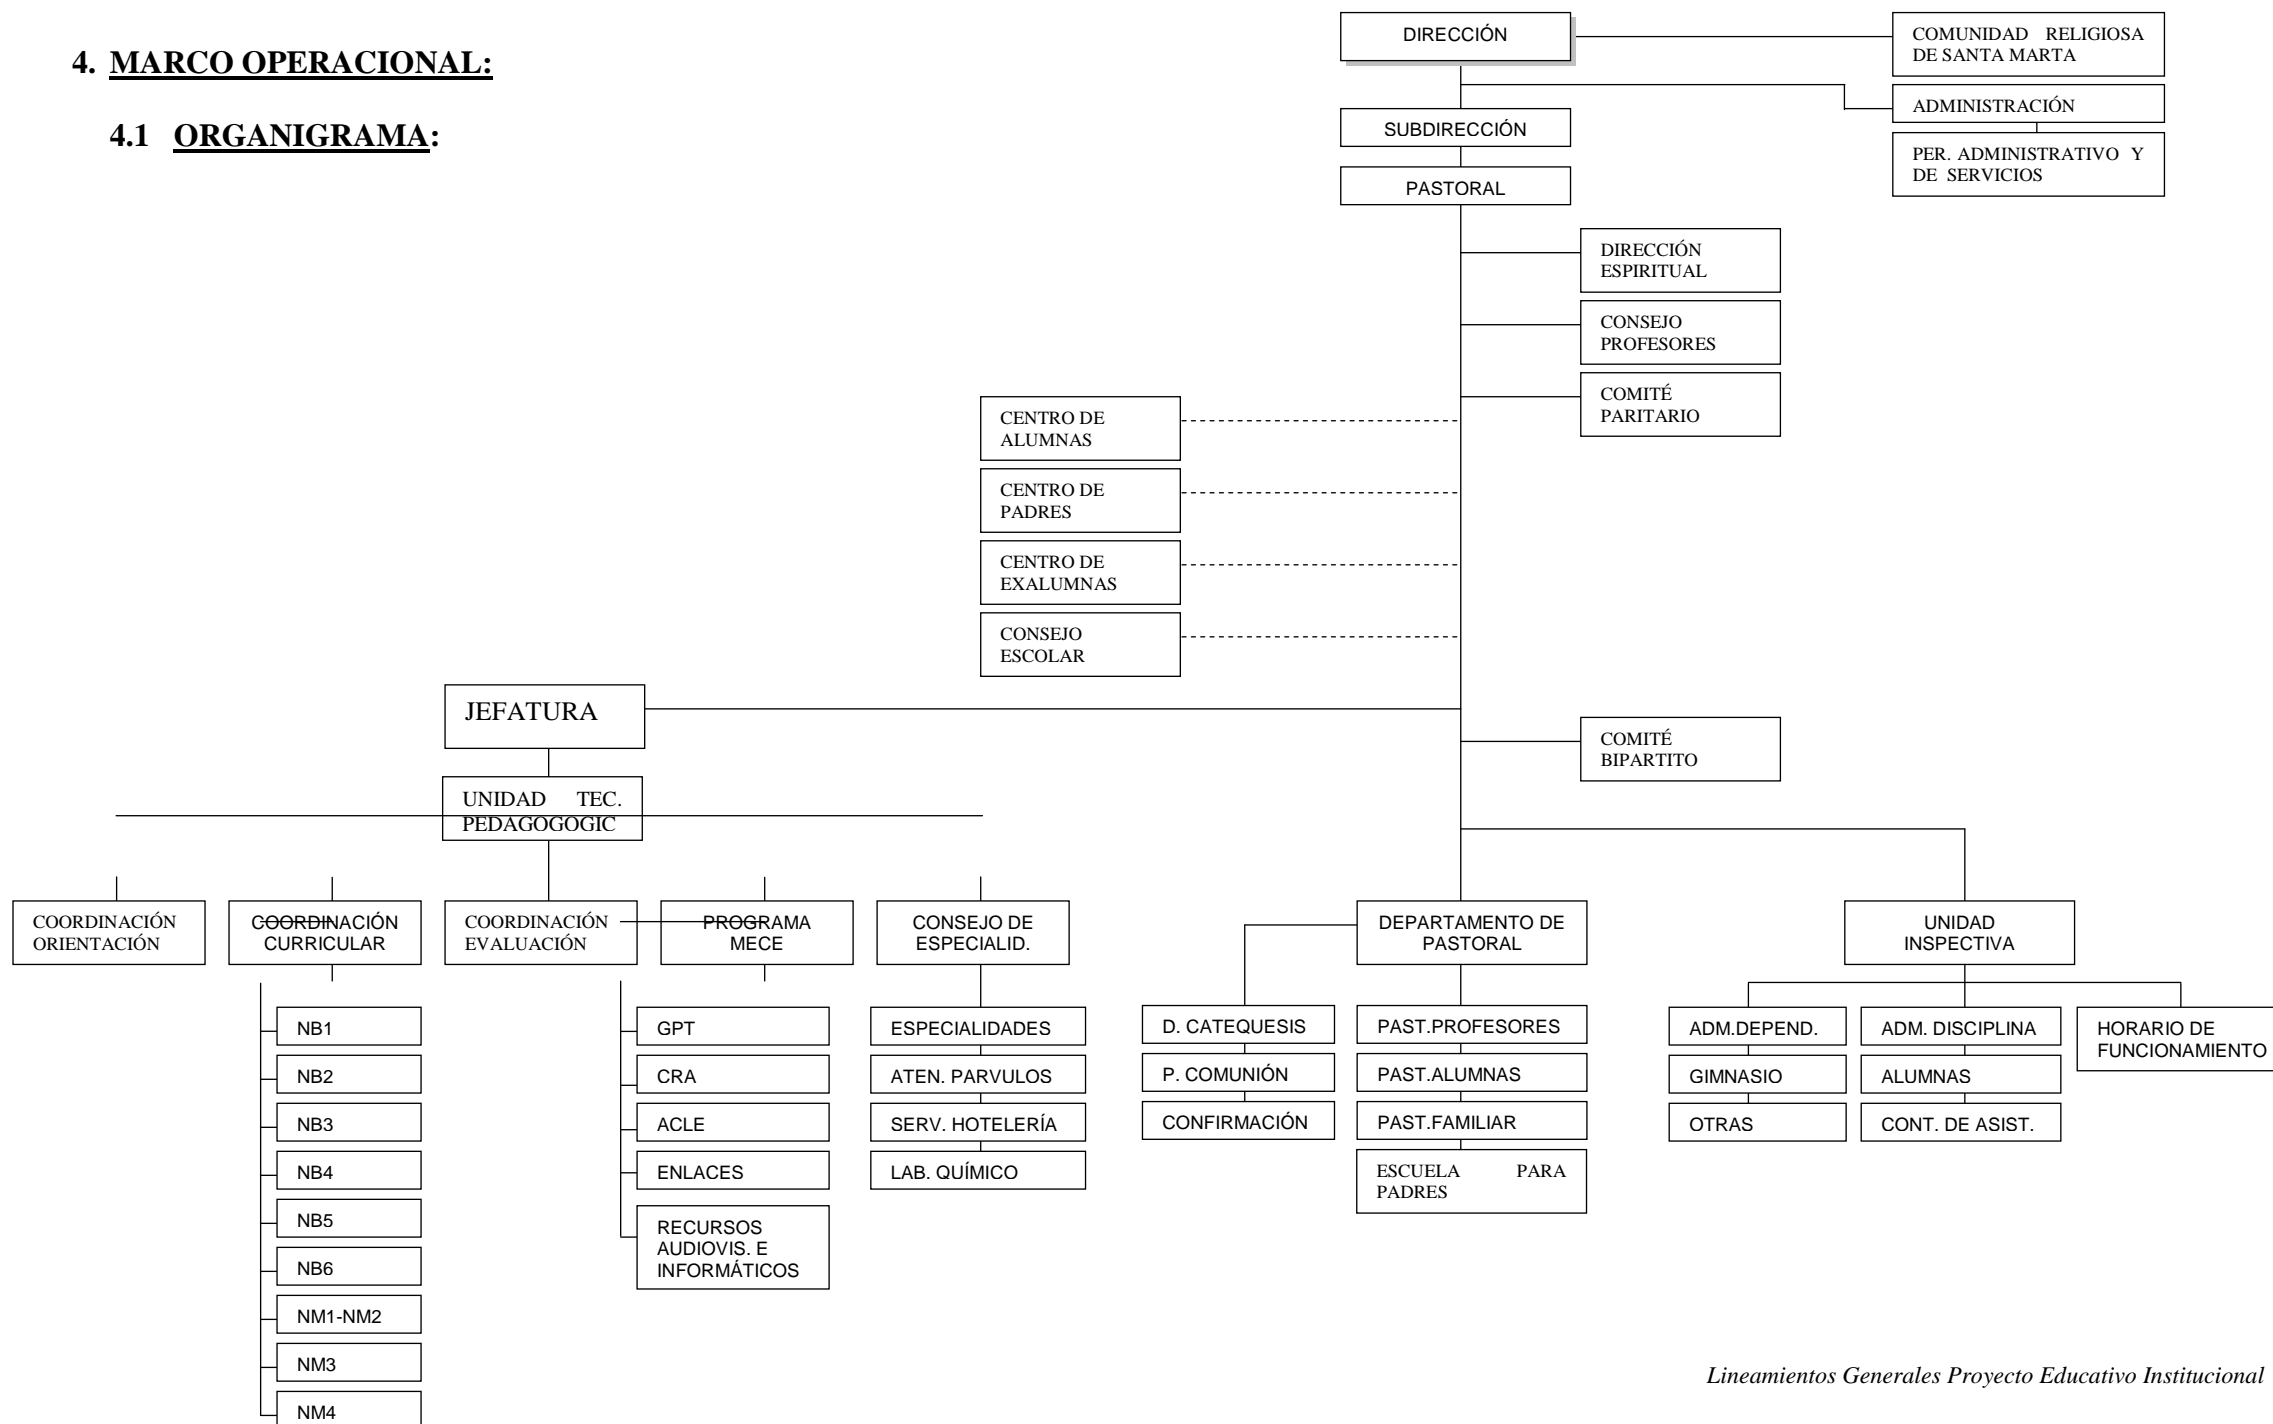 4. MARCO OPERACIONAL:
4.1 ORGANIGRAMA:
DIRECCIÓN
COMUNIDAD RELIGIOSA
DE SANTA MARTA
ADMINISTRACIÓN
SUBDIRECCIÓN
PER. ADMINISTRATIVO Y
DE SERVICIOS
PASTORAL
DIRECCIÓN
ESPIRITUAL
CONSEJO
PROFESORES
COMITÉ
PARITARIO
CENTRO DE
ALUMNAS
CENTRO DE
PADRES
CENTRO DE
EXALUMNAS
CONSEJO
ESCOLAR
JEFATURA
COMITÉ
BIPARTITO
UNIDAD TEC.
PEDAGOGOGIC
COORDINACIÓN
ORIENTACIÓN
COORDINACIÓN
CURRICULAR
COORDINACIÓN
EVALUACIÓN
PROGRAMA
MECE
CONSEJO DE
ESPECIALID.
DEPARTAMENTO DE
PASTORAL
UNIDAD
INSPECTIVA
NB1
NB2
NB3
NB4
NB5
NB6
NM1-NM2
NM3
NM4
GPT
CRA
ACLE
ENLACES
RECURSOS
AUDIOVIS. E
INFORMÁTICOS
ESPECIALIDADES
ATEN. PARVULOS
SERV. HOTELERÍA
LAB. QUÍMICO
D. CATEQUESIS
P. COMUNIÓN
CONFIRMACIÓN
PAST.PROFESORES
PAST.ALUMNAS
PAST.FAMILIAR
ESCUELA PARA
PADRES
ADM.DEPEND.
GIMNASIO
OTRAS
ADM. DISCIPLINA
ALUMNAS
CONT. DE ASIST.
HORARIO DE
FUNCIONAMIENTO
Lineamientos Generales Proyecto Educativo Institucional